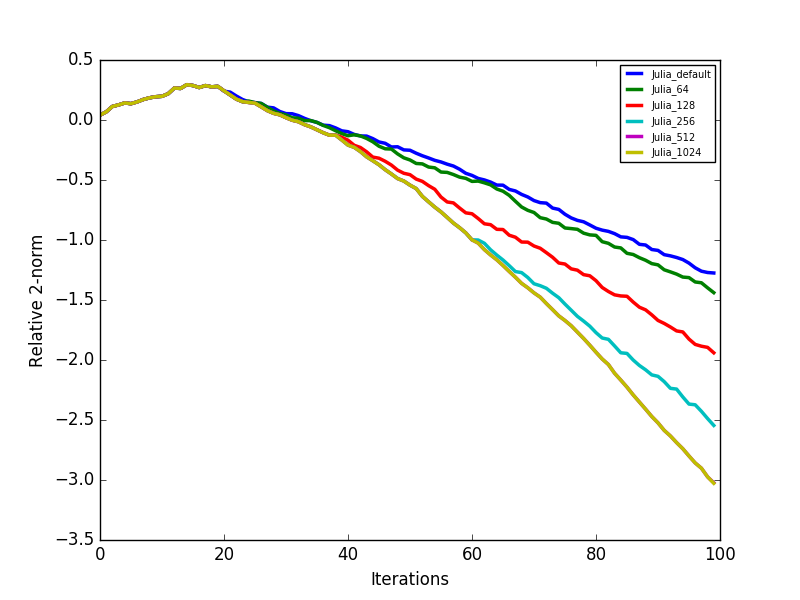 0.5
0.0
−0.5
−1.0
−1.5
−2.0
−2.5
−3.0
−3.5
Relative 2-norm
Julia_default
Julia_64
Julia_128
Julia_256
Julia_512
Julia_1024
0 20 40 60 80 100
Iterations